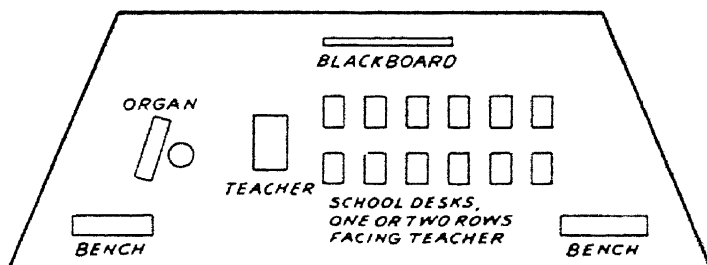 BLACKBOARD
ORGAN
TEACHER
SCHOOL DESKS,
ONE OR TWO ROWS
FACING TEACHER
BENCH
BENCH